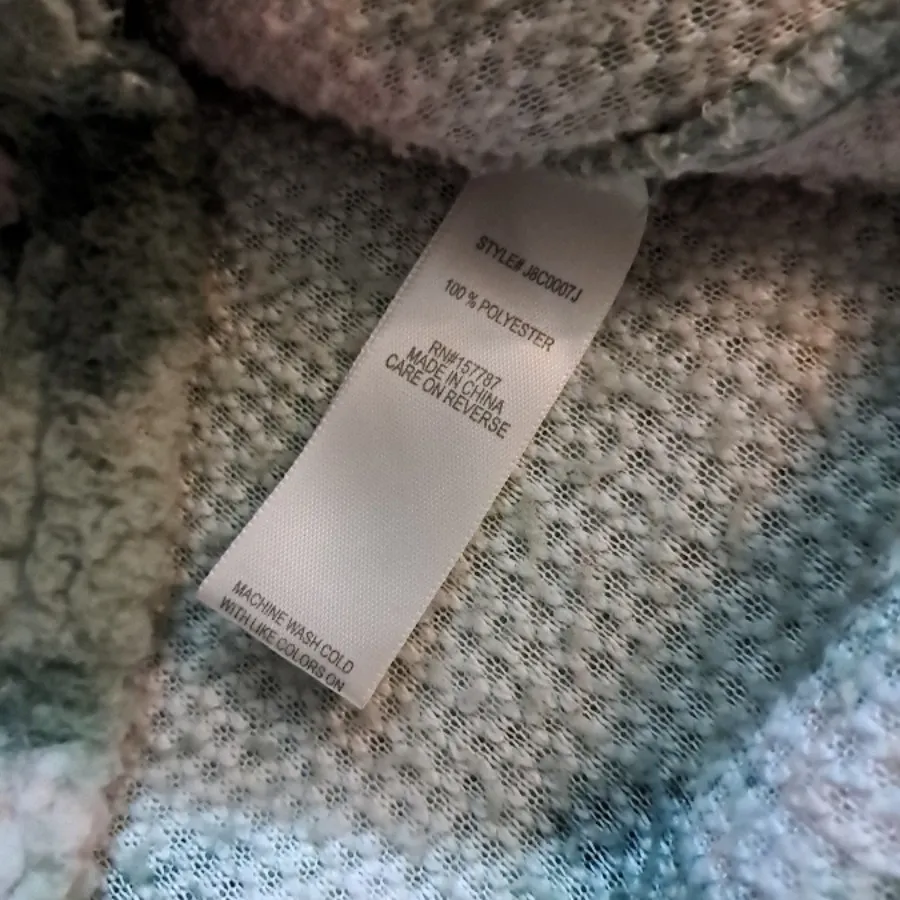 STYLE# J8C0007J
100 % POLYESTER
RN#157787
MADE IN CHINA
CARE ON REVERSE
MACHINE WASH COLD
WITH LIKE COLORS ON